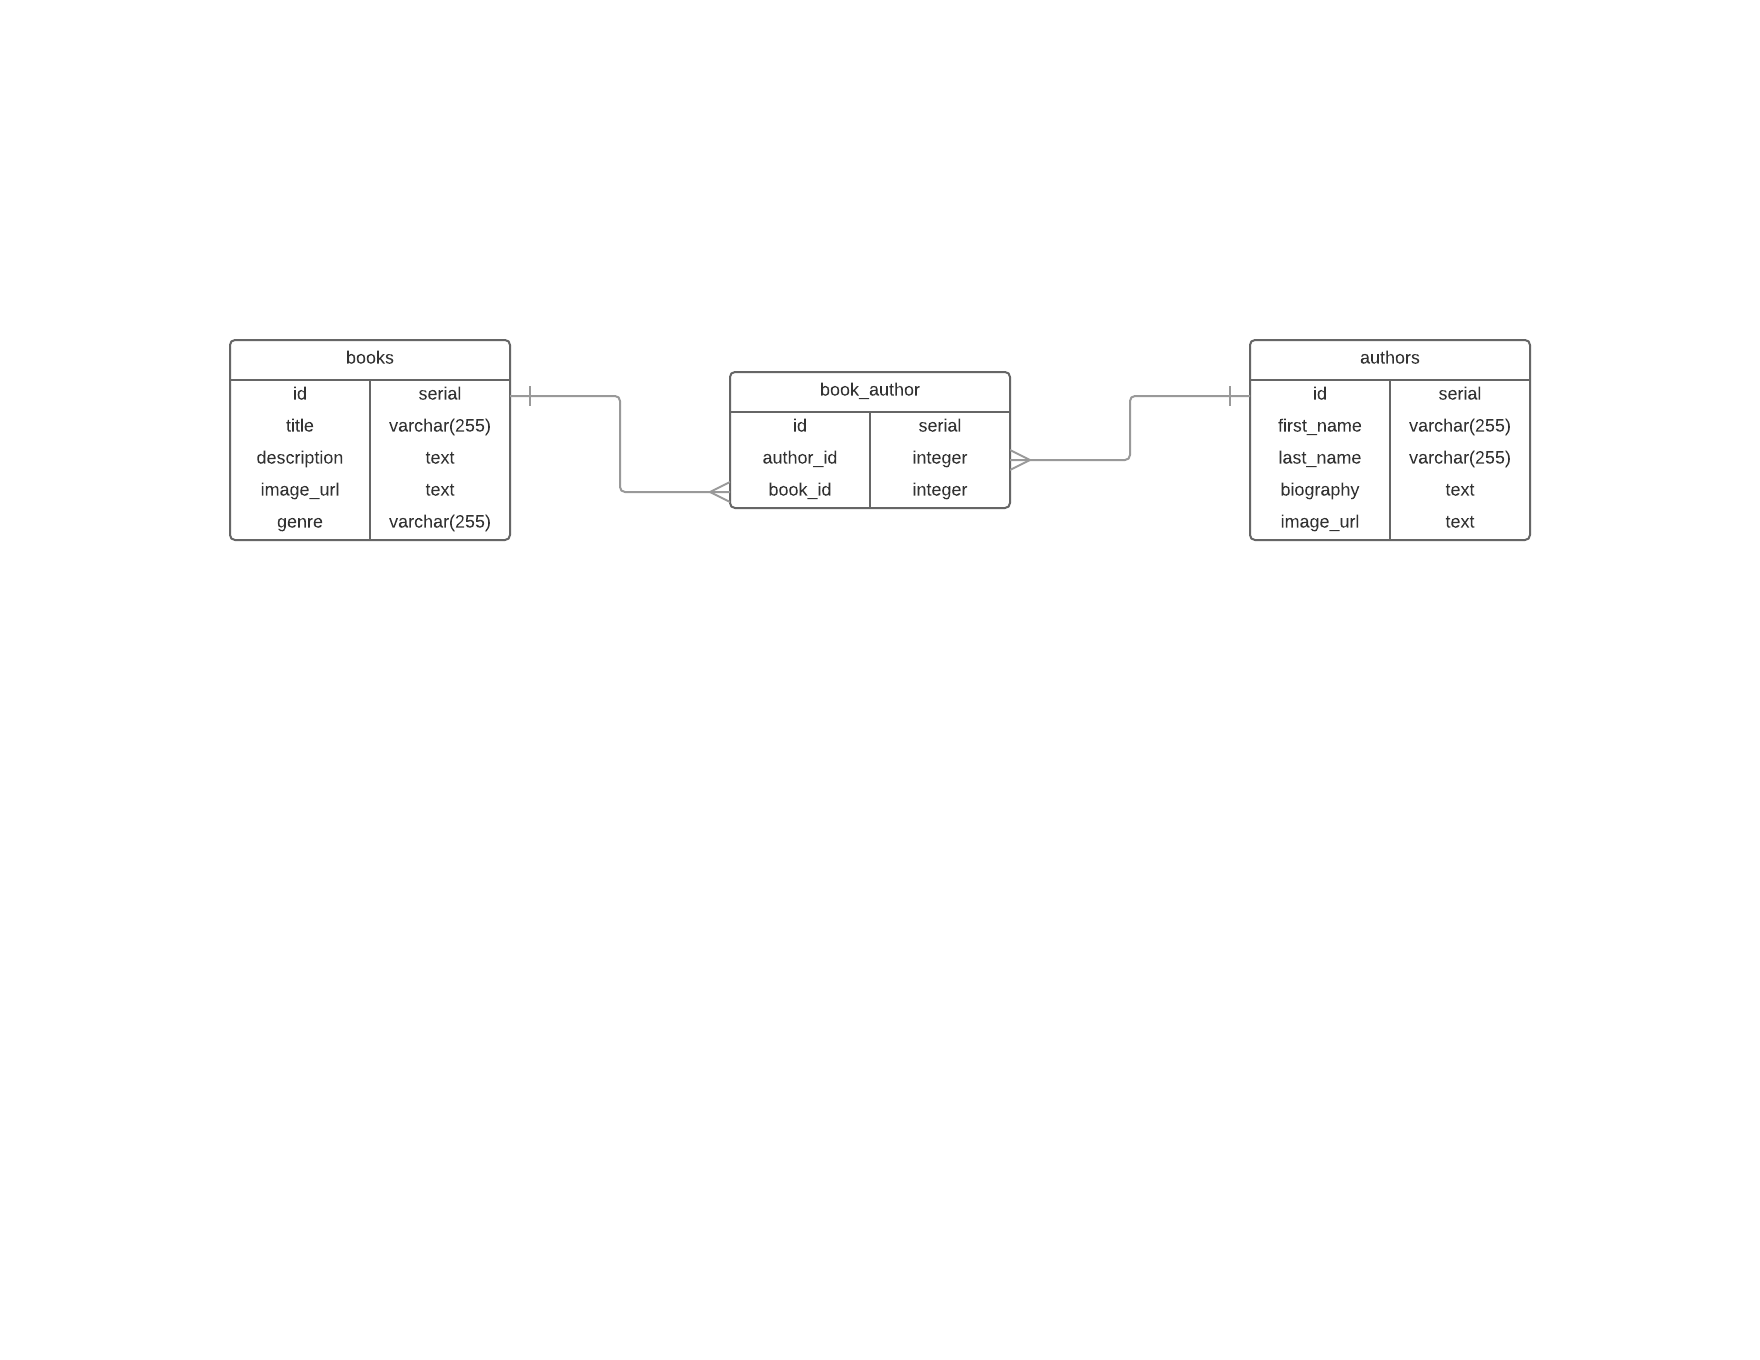 books
id serial
title varchar(255)
description text
image_url text
genre varchar(255)
book_author
id serial
author_id integer
book_id integer
authors
id serial
first_name varchar(255)
last_name varchar(255)
biography text
image_url text